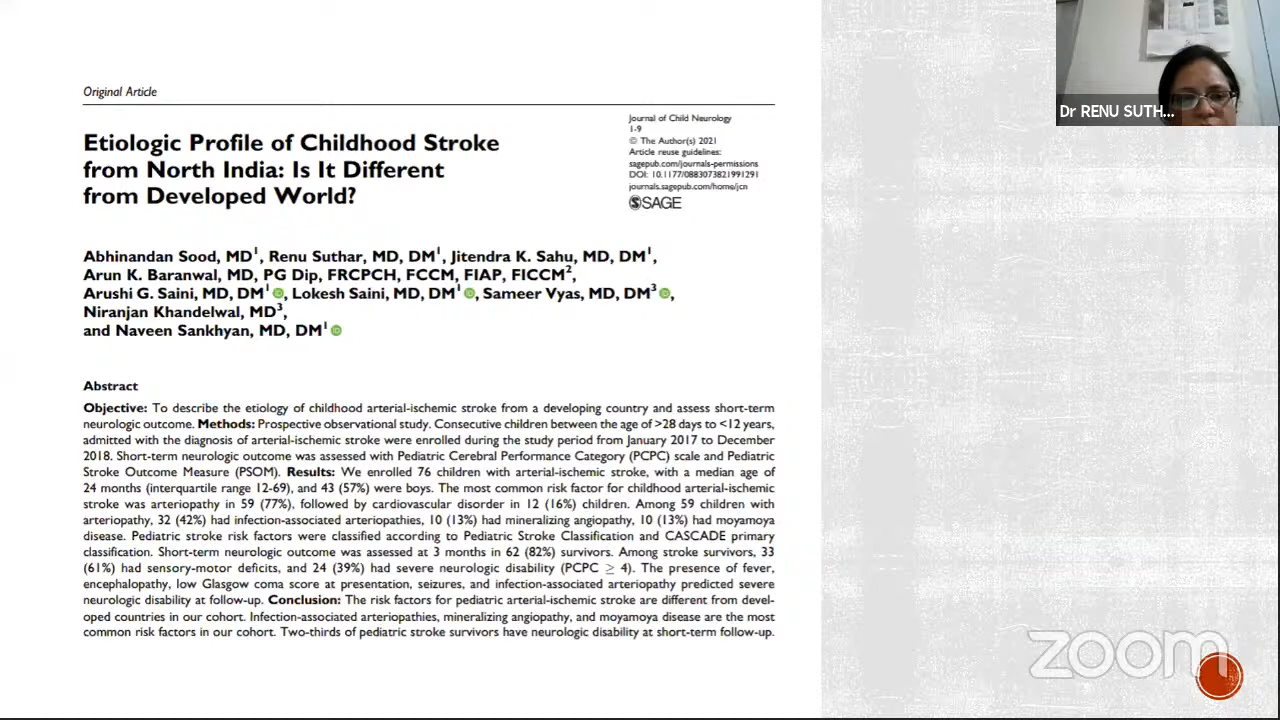 Original Article
Etiologic Profile of Childhood Stroke
from North India: Is It Different
from Developed World?
Journal of Child Neurology
1-9
© The Author(s) 2021
Article reuse guidelines:
sagepub.com/journals-permissions
DOI: 10.1177/0883073821991291
journals.sagepub.com/home/jcn
SAGE
Abhinandan Sood, MD1, Renu Suthar, MD, DM1, Jitendra K. Sahu, MD, DM1,
Arun K. Baranwal, MD, PG Dip, FRCPCH, FCCM, FIAP, FICCM2,
Arushi G. Saini, MD, DM1 iD, Lokesh Saini, MD, DM1 iD, Sameer Vyas, MD, DM3 iD,
Niranjan Khandelwal, MD3,
and Naveen Sankhyan, MD, DM1 iD
Abstract
Objective: To describe the etiology of childhood arterial-ischemic stroke from a developing country and assess short-term
neurologic outcome. Methods: Prospective observational study. Consecutive children between the age of >28 days to <12 years,
admitted with the diagnosis of arterial-ischemic stroke were enrolled during the study period from January 2017 to December
2018. Short-term neurologic outcome was assessed with Pediatric Cerebral Performance Category (PCPC) scale and Pediatric
Stroke Outcome Measure (PSOM). Results: We enrolled 76 children with arterial-ischemic stroke, with a median age of
24 months (interquartile range 12-69), and 43 (57%) were boys. The most common risk factor for childhood arterial-ischemic
stroke was arteriopathy in 59 (77%), followed by cardiovascular disorder in 12 (16%) children. Among 59 children with
arteriopathy, 32 (42%) had infection-associated arteriopathies, 10 (13%) had mineralizing angiopathy, 10 (13%) had moyamoya
disease. Pediatric stroke risk factors were classified according to Pediatric Stroke Classification and CASCADE primary
classification. Short-term neurologic outcome was assessed at 3 months in 62 (82%) survivors. Among stroke survivors, 33
(61%) had sensory-motor deficits, and 24 (39%) had severe neurologic disability (PCPC ≥ 4). The presence of fever,
encephalopathy, low Glasgow coma score at presentation, seizures, and infection-associated arteriopathy predicted severe
neurologic disability at follow-up. Conclusion: The risk factors for pediatric arterial-ischemic stroke are different from devel-
oped countries in our cohort. Infection-associated arteriopathies, mineralizing angiopathy, and moyamoya disease are the most
common risk factors in our cohort. Two-thirds of pediatric stroke survivors have neurologic disability at short-term follow-up.
Dr RENU SUTH...
zoom